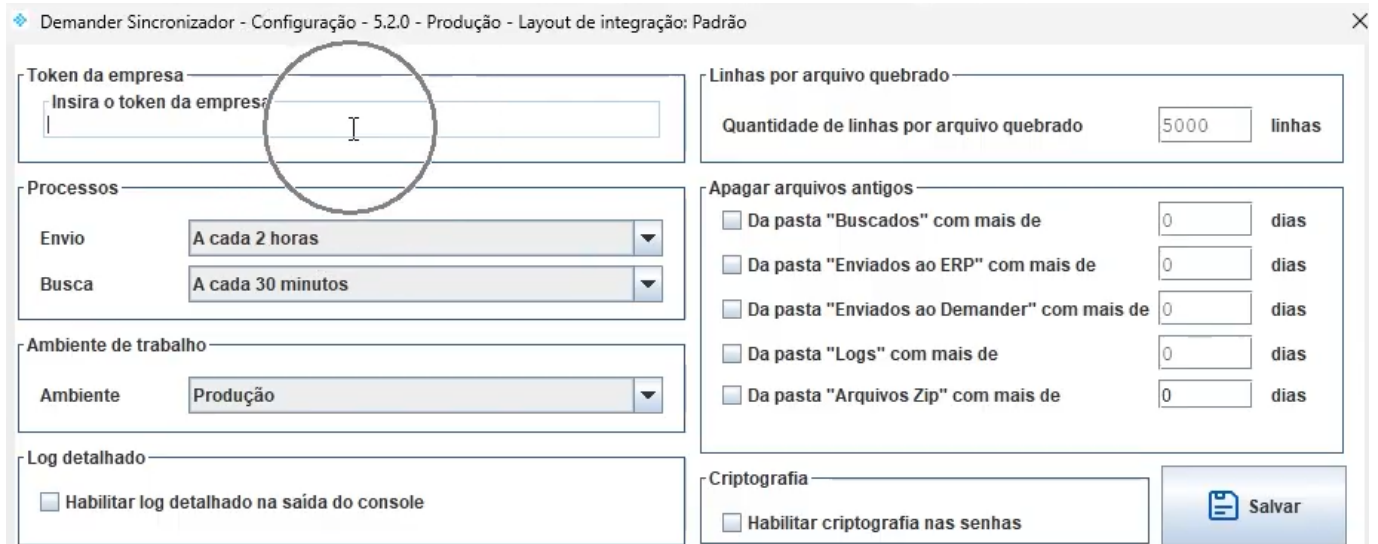 Demander Sincronizador - Configuração - 5.2.0 - Produção - Layout de integração: Padrão
Token da empresa
Insira o token da empresa
Processos
Envio A cada 2 horas
Busca A cada 30 minutos
Ambiente de trabalho
Ambiente Produção
Log detalhado
Habilitar log detalhado na saída do console
Linhas por arquivo quebrado
Quantidade de linhas por arquivo quebrado 5000 linhas
Apagar arquivos antigos
Da pasta "Buscados" com mais de 0 dias
Da pasta "Enviados ao ERP" com mais de 0 dias
Da pasta "Enviados ao Demander" com mais de 0 dias
Da pasta "Logs" com mais de 0 dias
Da pasta "Arquivos Zip" com mais de 0 dias
Criptografia
Habilitar criptografia nas senhas
Salvar